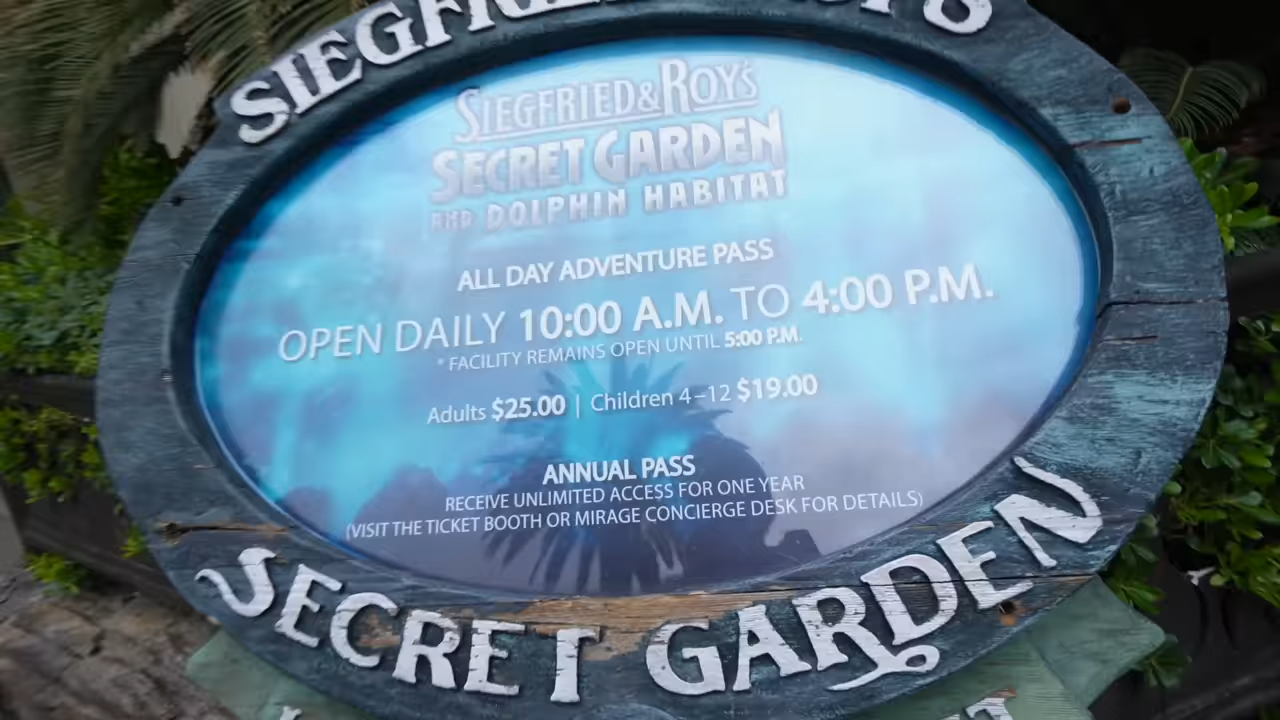 SIEGFRIED
SIEGFRIED & ROY's
SECRET GARDEN
AND DOLPHIN HABITAT
ALL DAY ADVENTURE PASS
OPEN DAILY 10:00 A.M. TO 4:00 P.M.
* FACILITY REMAINS OPEN UNTIL 5:00 P.M.
Adults $25.00 | Children 4–12 $19.00
ANNUAL PASS
RECEIVE UNLIMITED ACCESS FOR ONE YEAR
(VISIT THE TICKET BOOTH OR MIRAGE CONCIERGE DESK FOR DETAILS)
SECRET GARDEN